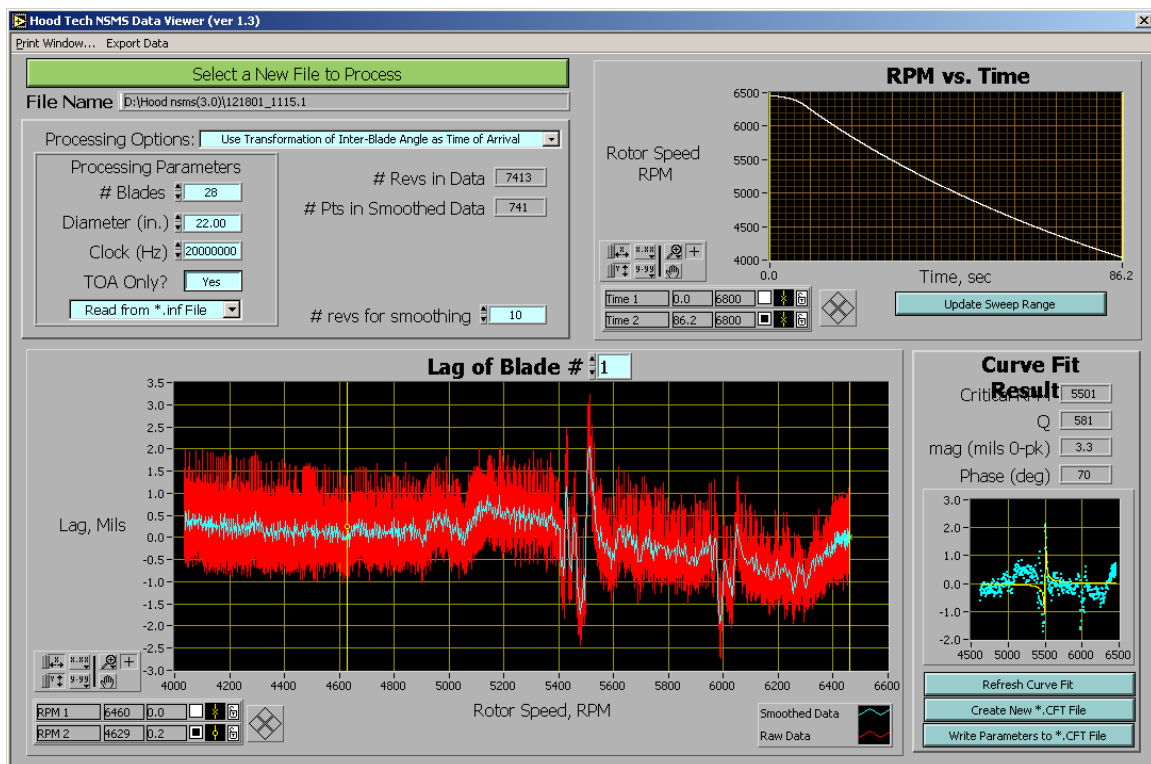 Hood Tech NSMS Data Viewer (ver 1.3)
Print Window... Export Data
Select a New File to Process
File Name D:\Hood nsms(3.0)\121801_1115.1
Processing Options: Use Transformation of Inter-Blade Angle as Time of Arrival
Processing Parameters
# Blades 28
Diameter (in.) 22.00
Clock (Hz) 20000000
TOA Only? Yes
Read from *.inf File
# Revs in Data 7413
# Pts in Smoothed Data 741
# revs for smoothing 10
RPM vs. Time
Rotor Speed
RPM
6500
6000
5500
5000
4500
4000
0.0 Time, sec 86.2
Time 1 0.0 6800
Time 2 86.2 6800
Update Sweep Range
Lag of Blade # 1
Lag, Mils
3.5
3.0
2.5
2.0
1.5
1.0
0.5
0.0
-0.5
-1.0
-1.5
-2.0
-2.5
-3.0
4000 4200 4400 4600 4800 5000 5200 5400 5600 5800 6000 6200 6400 6600
Rotor Speed, RPM
RPM 1 6460 0.0
RPM 2 4629 0.2
Smoothed Data
Raw Data
Curve Fit
Result
Critical RPM 5501
Q 581
mag (mils 0-pk) 3.3
Phase (deg) 70
3.0
2.0
1.0
0.0
-1.0
-2.0
4500 5000 5500 6000 6500
Refresh Curve Fit
Create New *.CFT File
Write Parameters to *.CFT File